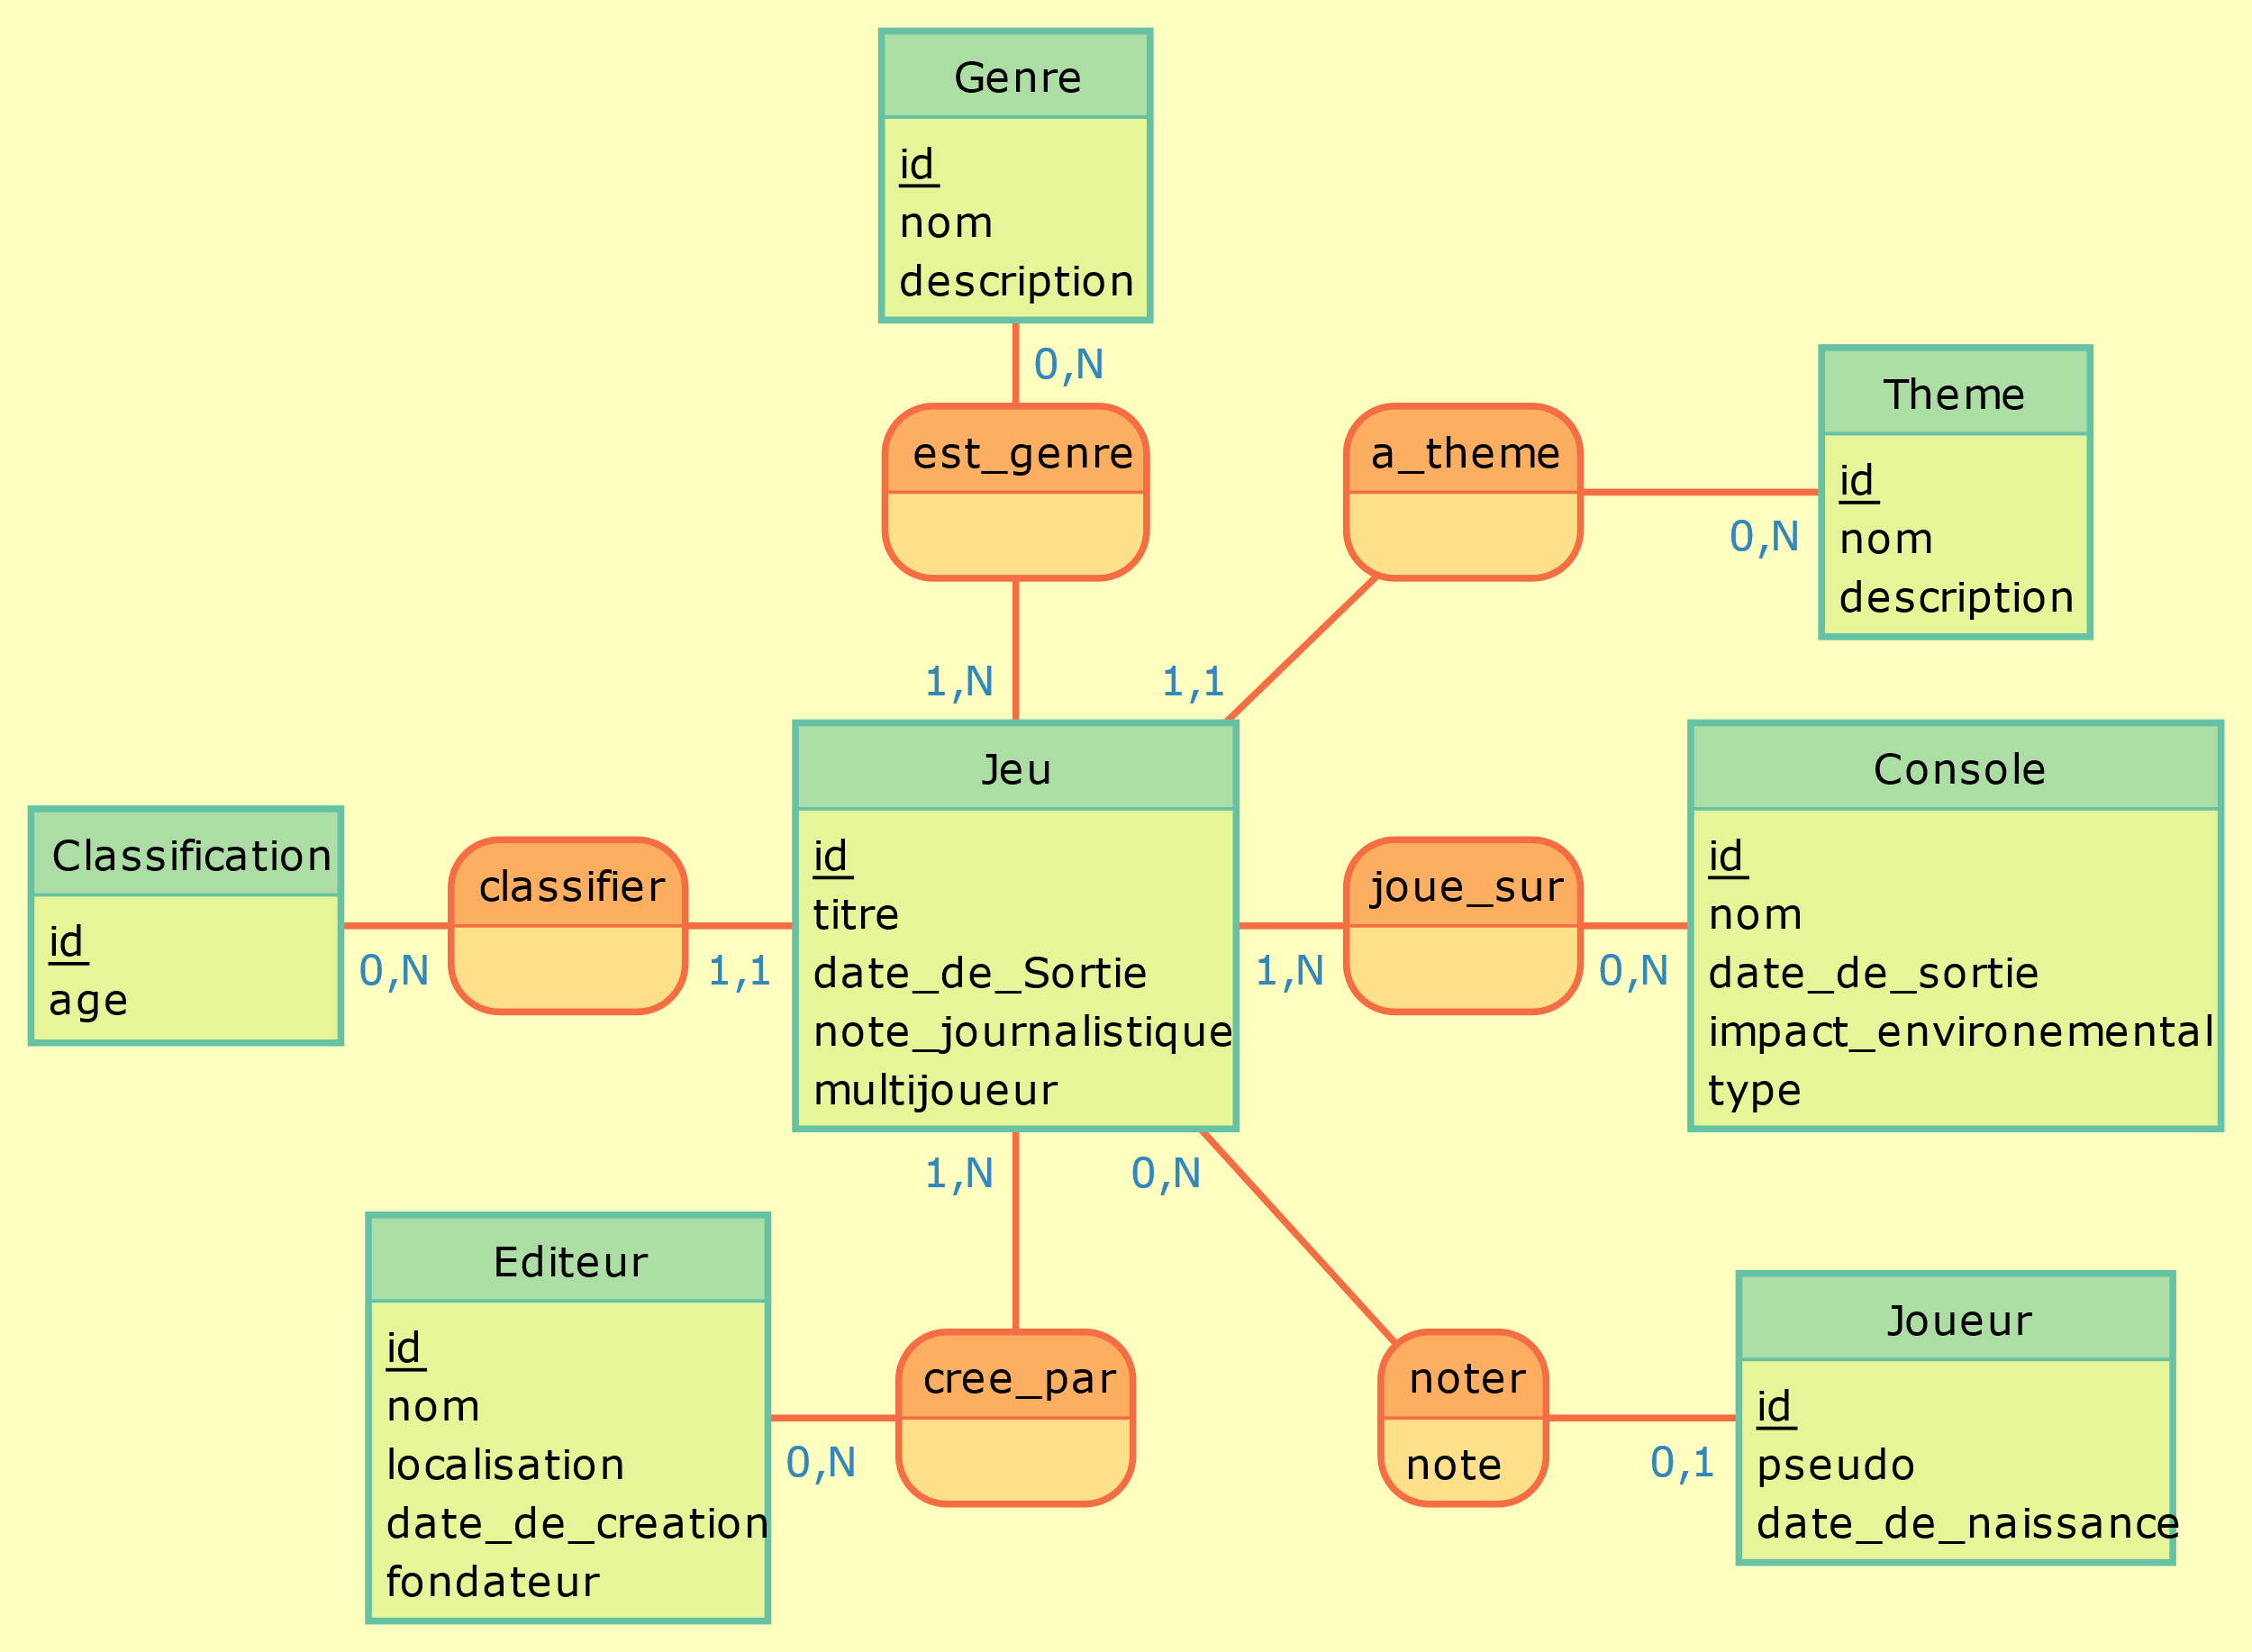 Genre
id
nom
description
0,N
est_genre
1,N
a_theme
1,1
Theme
id
nom
description
0,N
Classification
id
age
0,N
classifier
1,1
Jeu
id
titre
date_de_Sortie
note_journalistique
multijoueur
1,N
joue_sur
0,N
Console
id
nom
date_de_sortie
impact_environemental
type
1,N
0,N
Editeur
id
nom
localisation
date_de_creation
fondateur
0,N
cree_par
noter
note
0,1
Joueur
id
pseudo
date_de_naissance